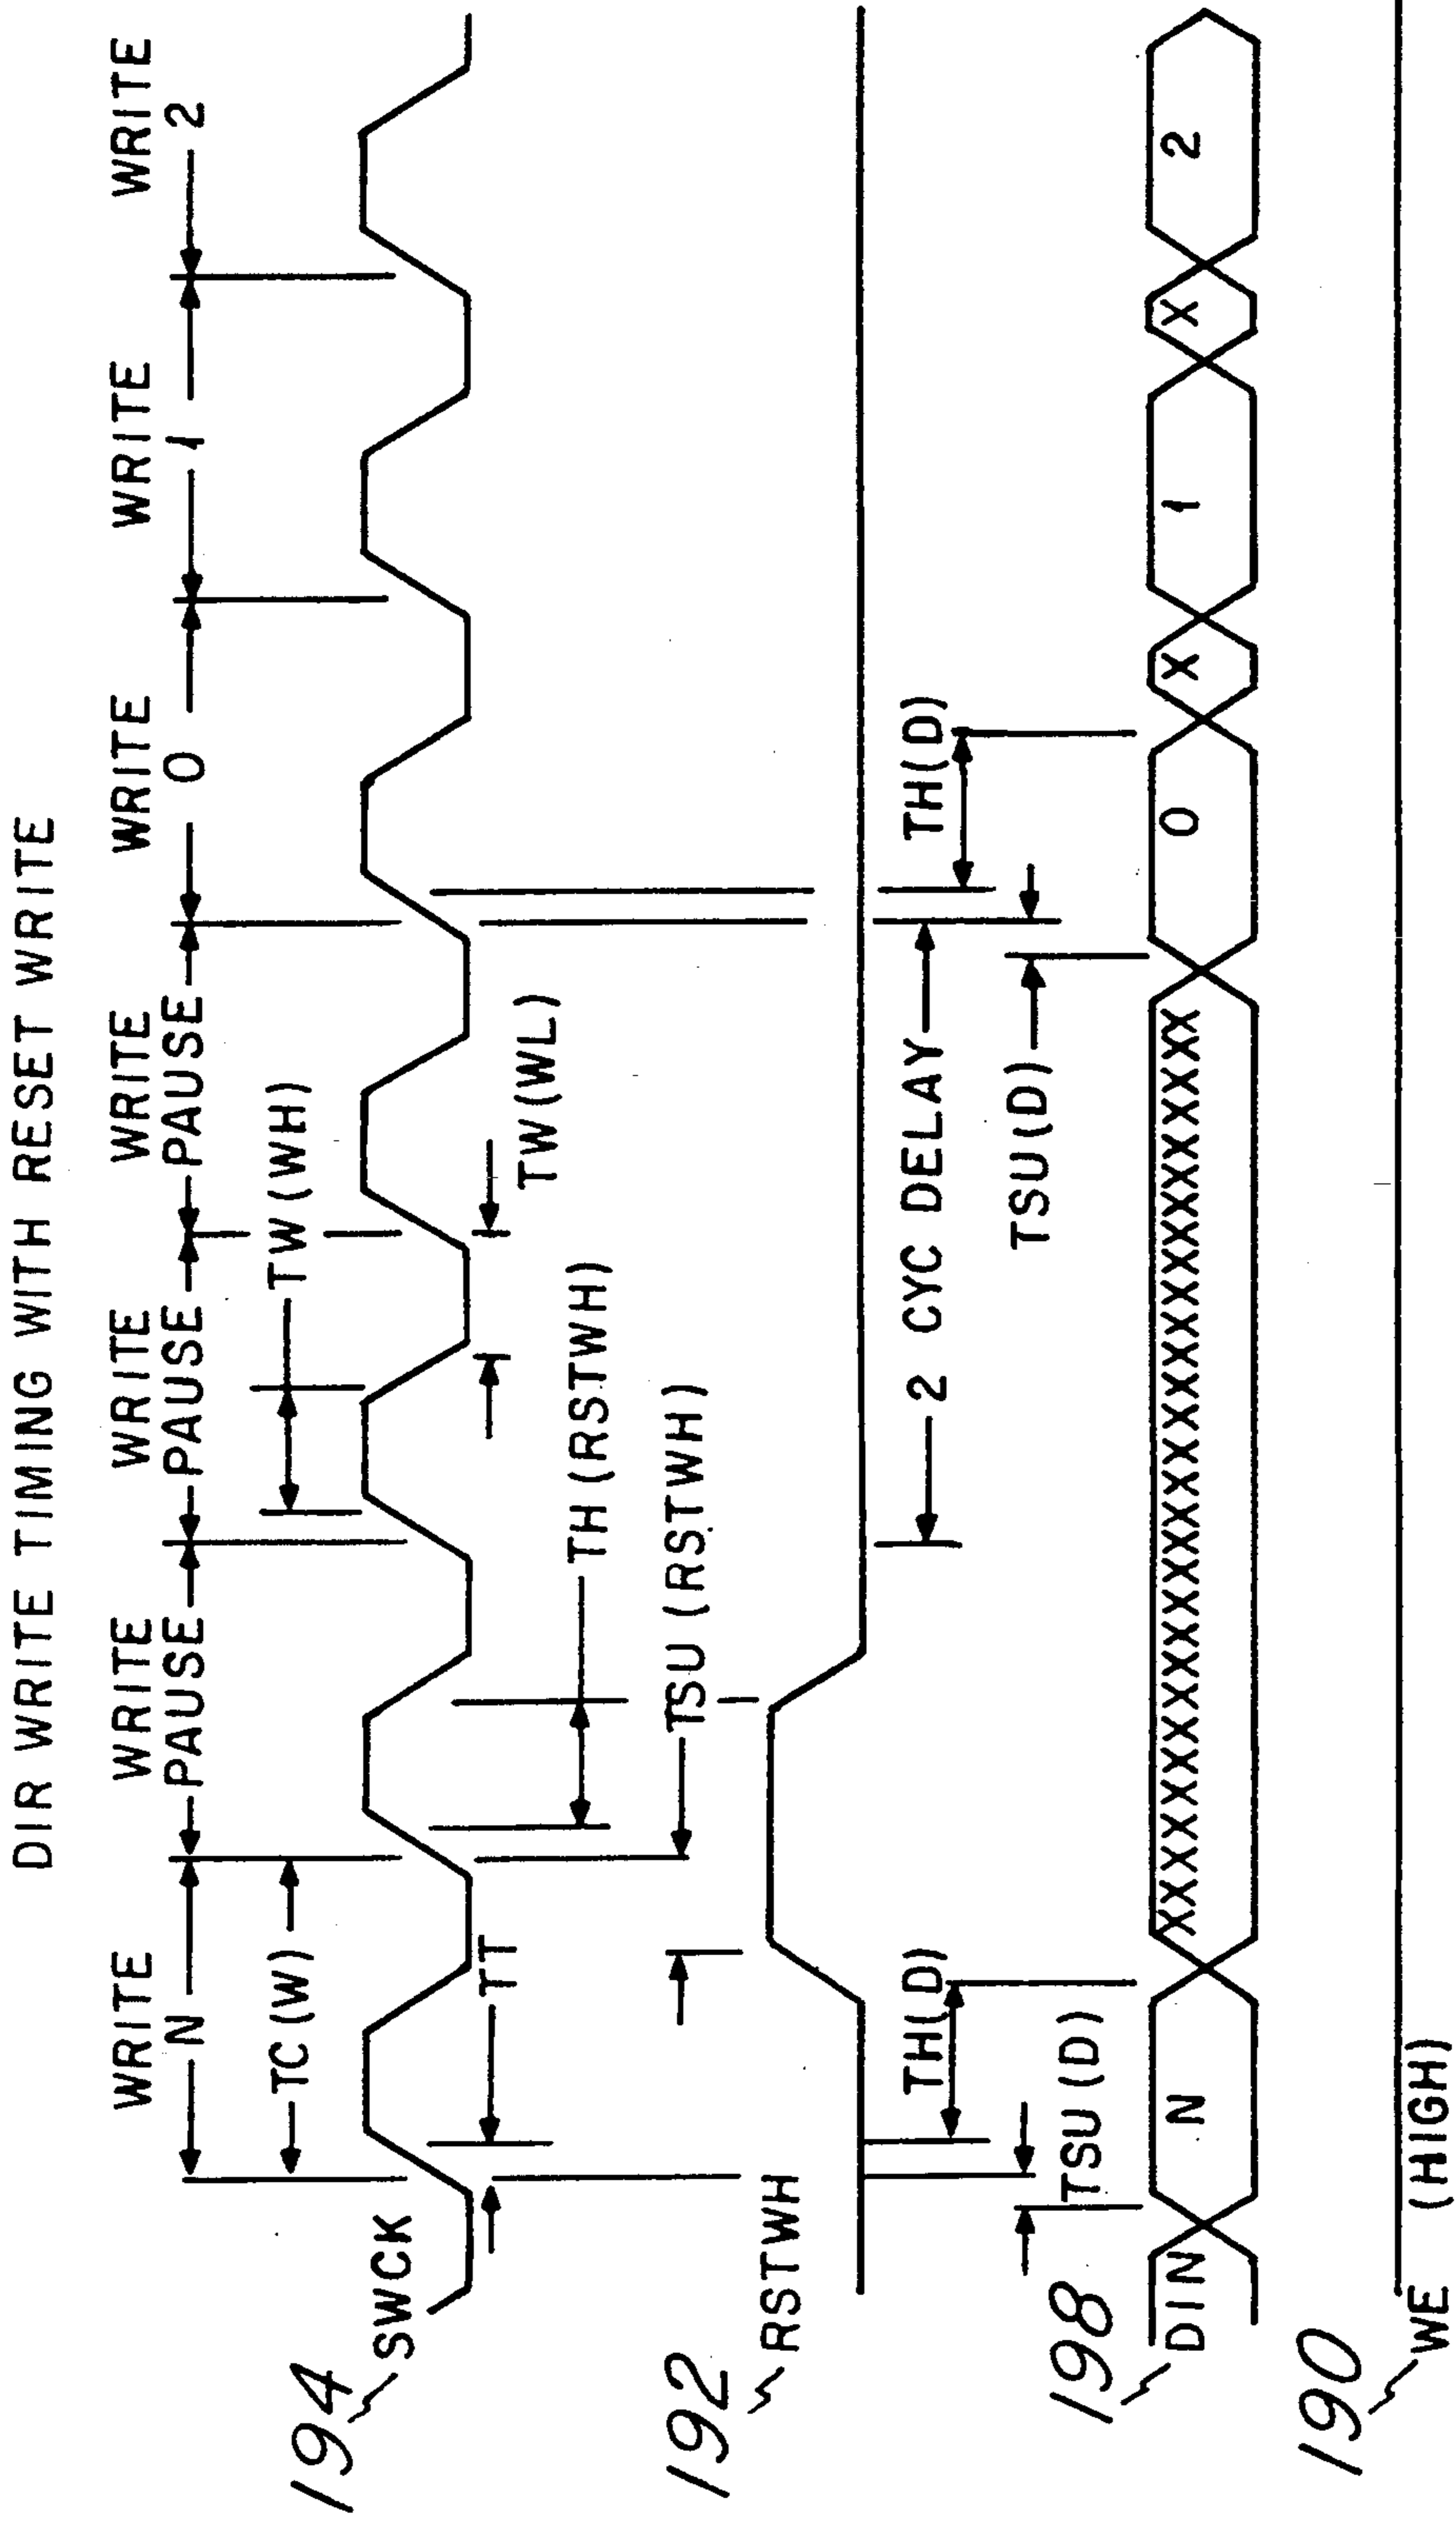 DIR WRITE TIMING WITH RESET WRITE
WRITE N
WRITE PAUSE
WRITE PAUSE
WRITE PAUSE
WRITE 0
WRITE 1
WRITE 2
TC (W)
TW (WH)
194
SWCK
TT
TW (WL)
TH (RSTWH)
TSU (RSTWH)
192
RSTWH
TH(D)
2 CYC DELAY
TH(D)
TSU (D)
TSU (D)
198
DIN
N
XXXXXXXXXXXXXXXXXXXXXXXXXXXX
0
X
1
X
2
190
WE (HIGH)